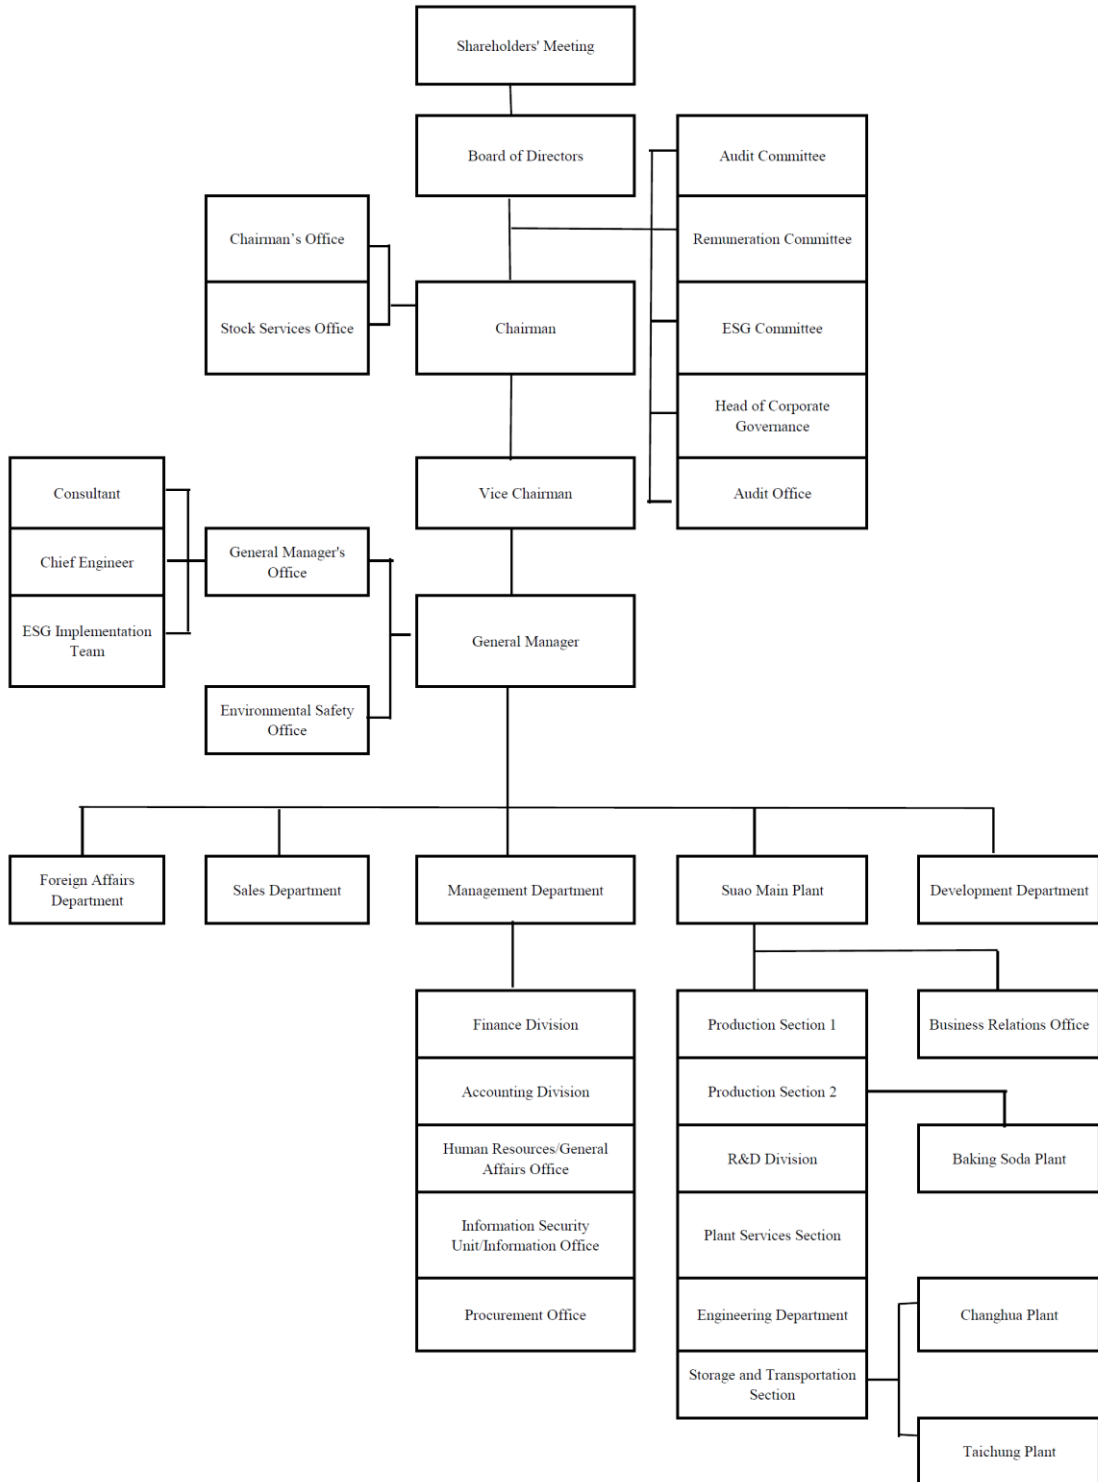 Shareholders' Meeting
Board of Directors
Audit Committee
Chairman’s Office
Remuneration Committee
Stock Services Office
Chairman
ESG Committee
Head of Corporate
Governance
Consultant
Vice Chairman
Audit Office
Chief Engineer
General Manager's
Office
ESG Implementation
Team
General Manager
Environmental Safety
Office
Foreign Affairs
Department
Sales Department
Management Department
Suao Main Plant
Development Department
Finance Division
Production Section 1
Business Relations Office
Accounting Division
Production Section 2
Human Resources/General
Affairs Office
R&D Division
Baking Soda Plant
Information Security
Unit/Information Office
Plant Services Section
Procurement Office
Engineering Department
Changhua Plant
Storage and Transportation
Section
Taichung Plant